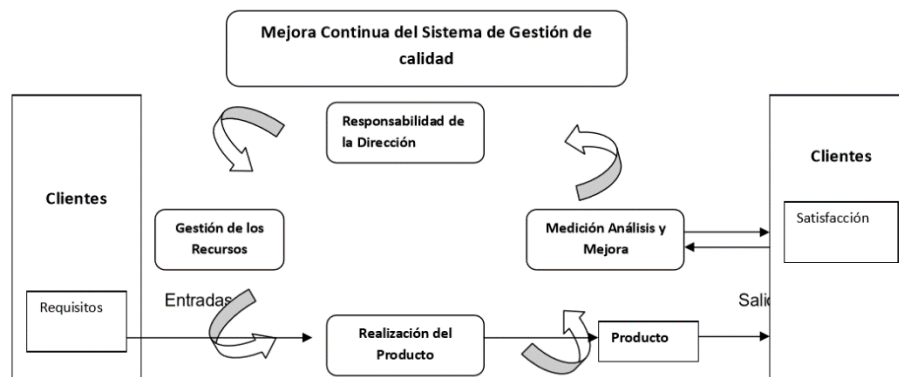 Mejora Continua del Sistema de Gestión de
calidad
Responsabilidad de
la Dirección
Clientes
Clientes
Gestión de los
Recursos
Medición Análisis y
Mejora
Satisfacción
Requisitos
Entradas
Realización del
Producto
Producto